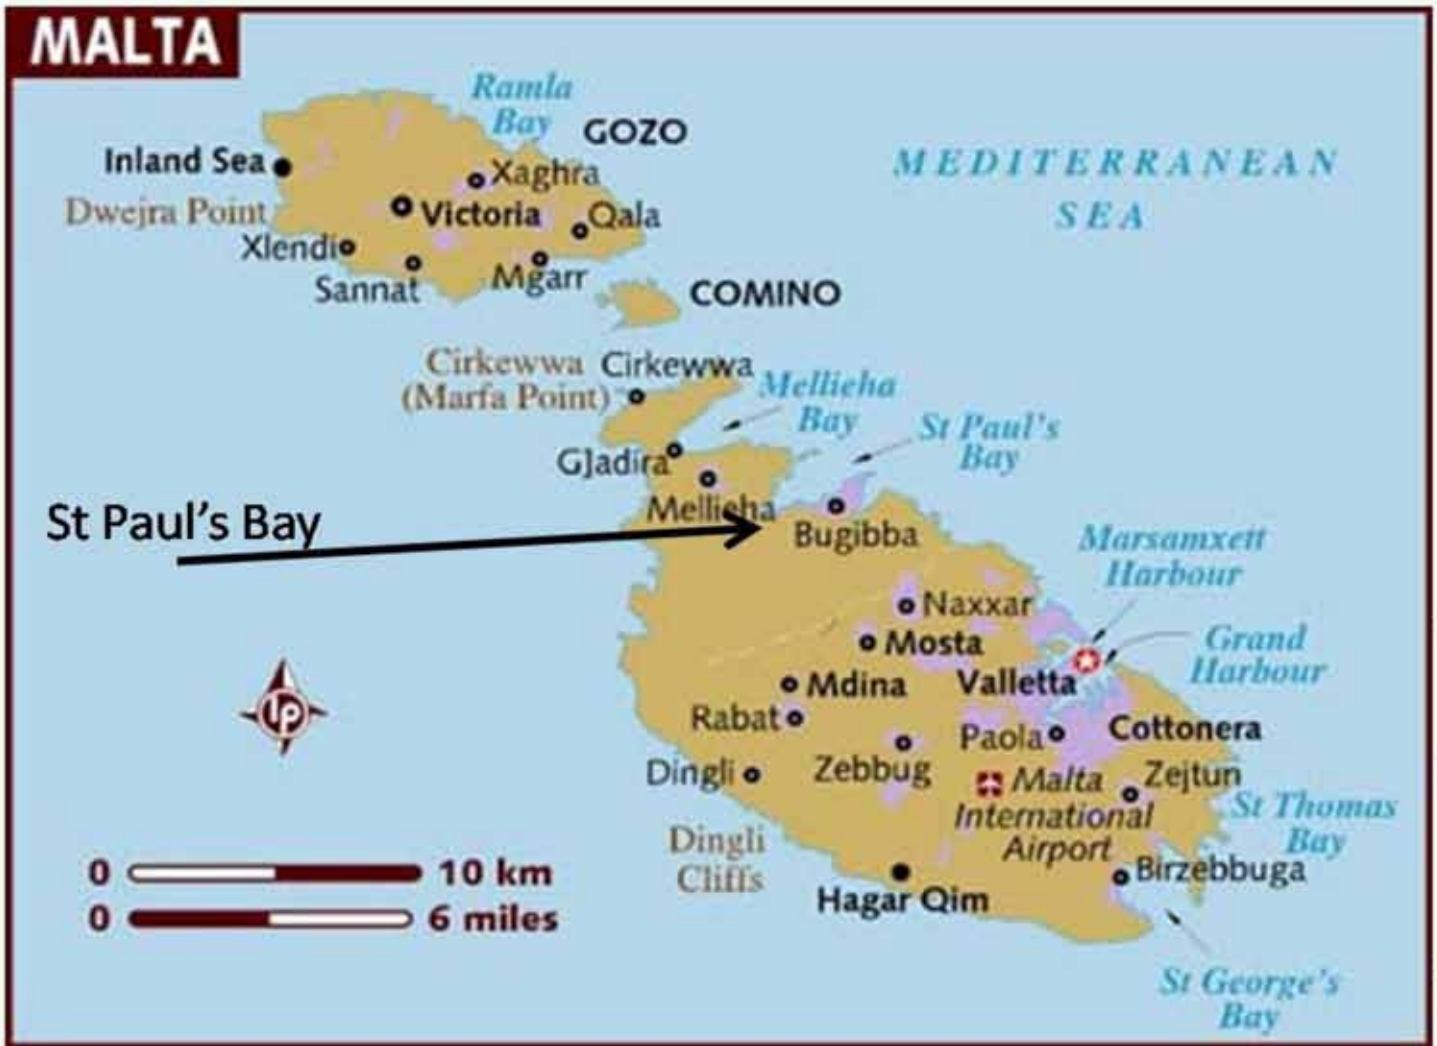 MALTA
Ramla
Bay
GOZO
MEDITERRANEAN
SEA
Inland Sea
Xaghra
Dwejra Point
Victoria
Qala
Xlendi
Sannat
Mgarr
COMINO
Cirkewwa
(Marfa Point)
Cirkewwa
Mellieha
Bay
St Paul's
Bay
GJadira
Mellieha
St Paul's Bay
Bugibba
Marsamxett
Harbour
Naxxar
Mosta
Grand
Harbour
Mdina
Valletta
Rabat
Paola
Cottonera
Dingli
Zebbug
Malta
International
Airport
Zejtun
St Thomas
Bay
Dingli
Cliffs
Birzebbuga
Hagar Qim
0 10 km
0 6 miles
lp
St George's
Bay